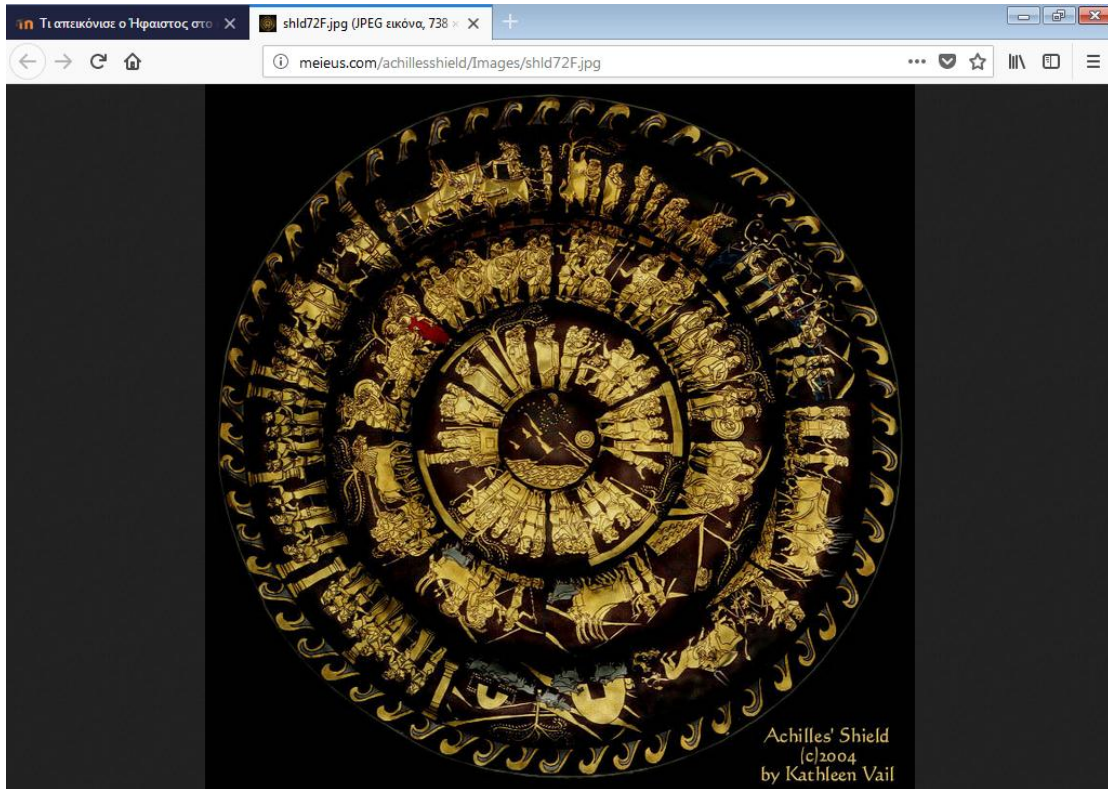 Τι απεικόνισε ο Ήφαιστος στο
shld72F.jpg (JPEG εικόνα, 738 ×
meieus.com/achillesshield/Images/shld72F.jpg
Achilles' Shield
(c)2004
by Kathleen Vail